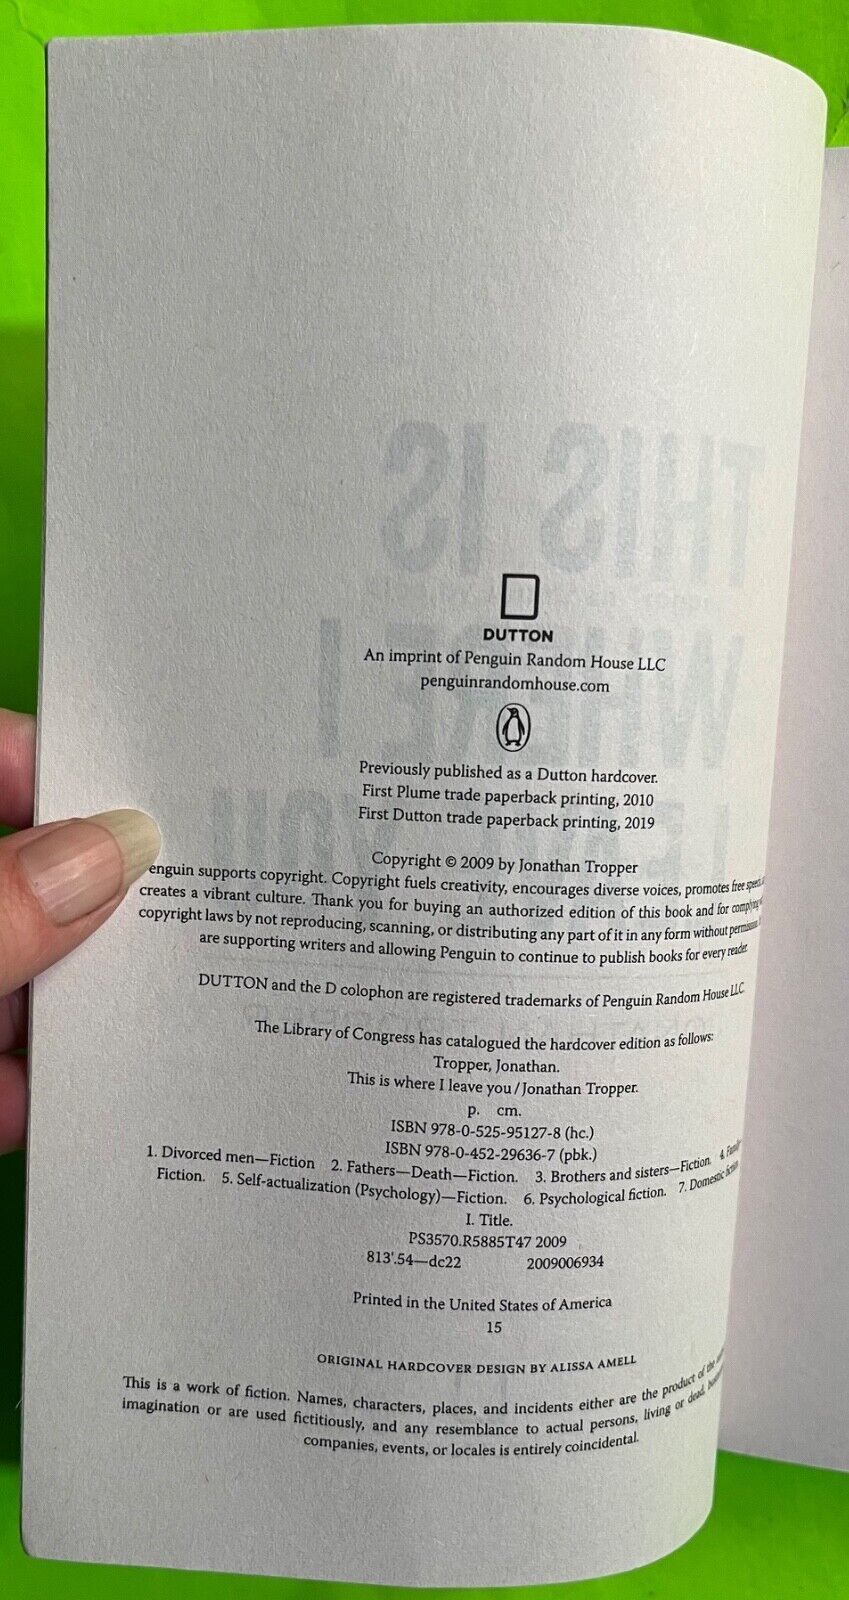 DUTTON
An imprint of Penguin Random House LLC
penguinrandomhouse.com
Previously published as a Dutton hardcover.
First Plume trade paperback printing, 2010
First Dutton trade paperback printing, 2019
Copyright © 2009 by Jonathan Tropper
enguin supports copyright. Copyright fuels creativity, encourages diverse voices, promotes free speech,
creates a vibrant culture. Thank you for buying an authorized edition of this book and for complying
copyright laws by not reproducing, scanning, or distributing any part of it in any form without permission.
are supporting writers and allowing Penguin to continue to publish books for every reader.
DUTTON and the D colophon are registered trademarks of Penguin Random House LLC.
The Library of Congress has catalogued the hardcover edition as follows:
Tropper, Jonathan.
This is where I leave you / Jonathan Tropper.
p. cm.
ISBN 978-0-525-95127-8 (hc.)
ISBN 978-0-452-29636-7 (pbk.)
1. Divorced men—Fiction 2. Fathers—Death—Fiction. 3. Brothers and sisters—Fiction. 4.
Fiction. 5. Self-actualization (Psychology)—Fiction. 6. Psychological fiction. 7. Domestic fiction
I. Title.
PS3570.R5885T47 2009
813'.54—dc22 2009006934
Printed in the United States of America
15
ORIGINAL HARDCOVER DESIGN BY ALISSA AMELL
This is a work of fiction. Names, characters, places, and incidents either are the product of the
imagination or are used fictitiously, and any resemblance to actual persons, living or dead,
companies, events, or locales is entirely coincidental.